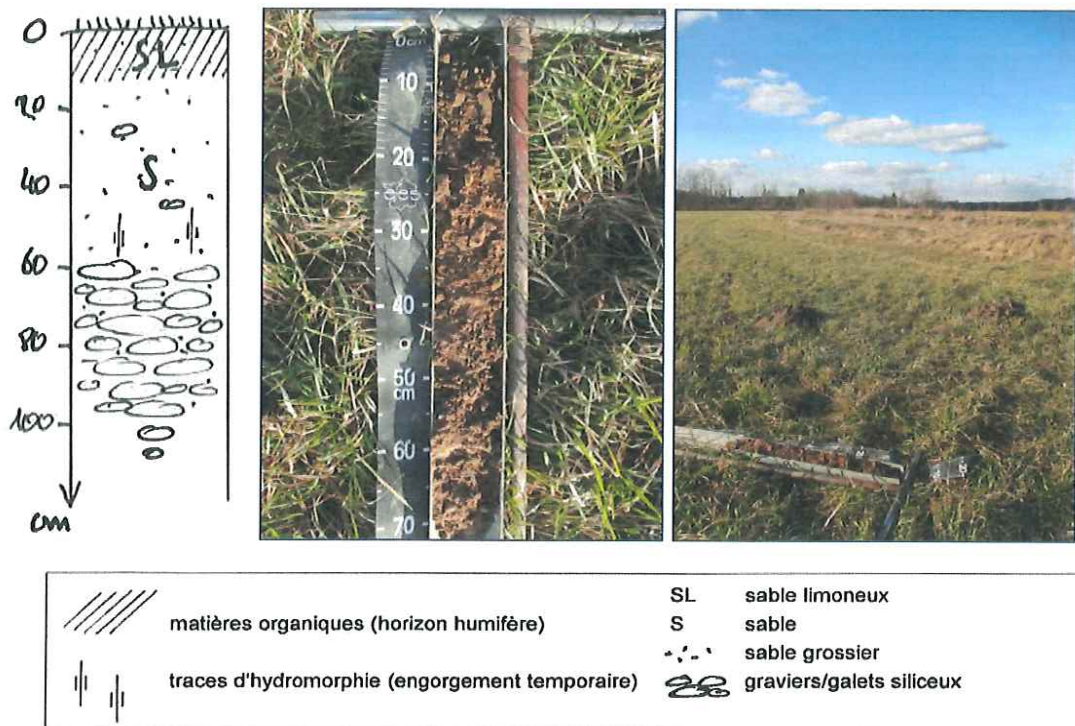 0
SL
20
40
S
60
80
100
cm
0cm
10
20
30
40
50
cm
60
70
matières organiques (horizon humifère)
traces d'hydromorphie (engorgement temporaire)
SL sable limoneux
S sable
sable grossier
graviers/galets siliceux